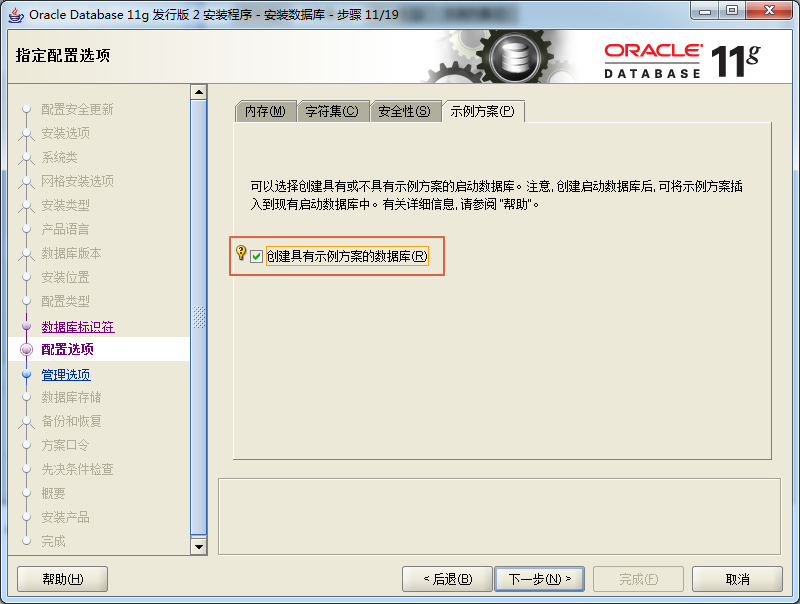 Oracle Database 11g 发行版 2 安装程序 - 安装数据库 - 步骤 11/19
指定配置选项
ORACLE
DATABASE
11g
配置安全更新
安装选项
系统类
网格安装选项
安装类型
产品语言
数据库版本
安装位置
配置类型
数据库标识符
配置选项
管理选项
数据库存储
备份和恢复
方案口令
先决条件检查
概要
安装产品
完成
内存(M) 字符集(C) 安全性(S) 示例方案(P)
可以选择创建具有或不具有示例方案的启动数据库。注意, 创建启动数据库后, 可将示例方案插
入到现有启动数据库中。有关详细信息, 请参阅 "帮助"。
创建具有示例方案的数据库(R)
帮助(H) < 后退(B) 下一步(N) > 完成(F) 取消